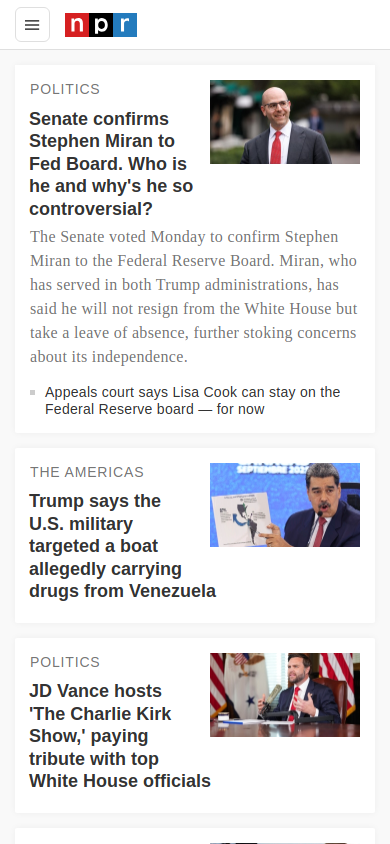 npr
POLITICS
Senate confirms
Stephen Miran to
Fed Board. Who is
he and why's he so
controversial?
The Senate voted Monday to confirm Stephen
Miran to the Federal Reserve Board. Miran, who
has served in both Trump administrations, has
said he will not resign from the White House but
take a leave of absence, further stoking concerns
about its independence.
Appeals court says Lisa Cook can stay on the
Federal Reserve board — for now
THE AMERICAS
Trump says the
U.S. military
targeted a boat
allegedly carrying
drugs from Venezuela
POLITICS
JD Vance hosts
'The Charlie Kirk
Show,' paying
tribute with top
White House officials